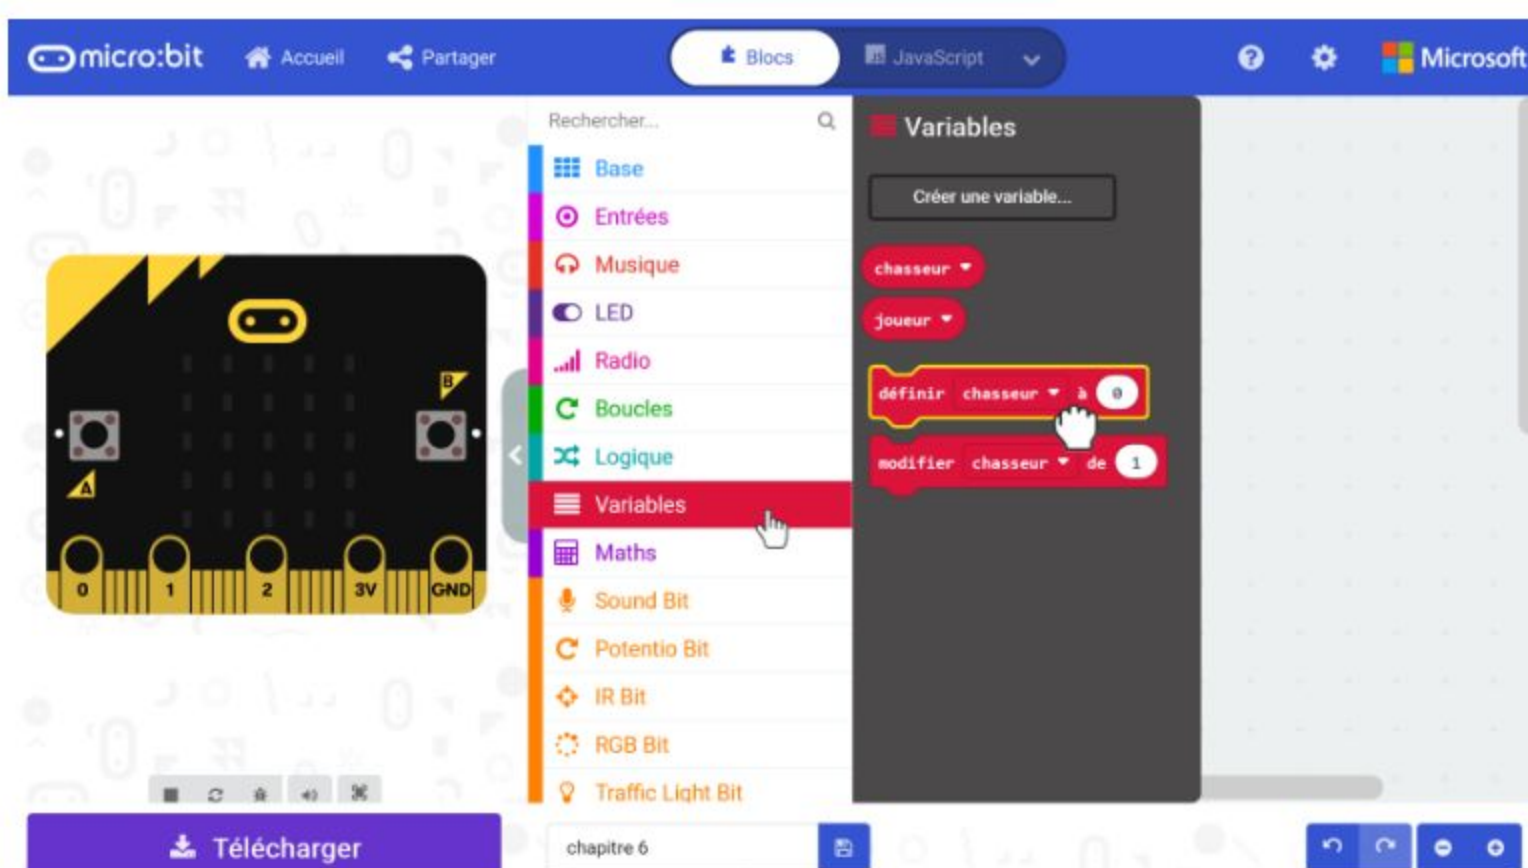 micro:bit Accueil Partager Blocs JavaScript Microsoft
Rechercher...
Base
Entrées
Musique
LED
Radio
Boucles
Logique
Variables
Maths
Sound Bit
Potentio Bit
IR Bit
RGB Bit
Traffic Light Bit
Variables
Créer une variable...
chasseur
joueur
définir chasseur à 0
modifier chasseur de 1
B
A
0 1 2 3V GND
Télécharger
chapitre 6